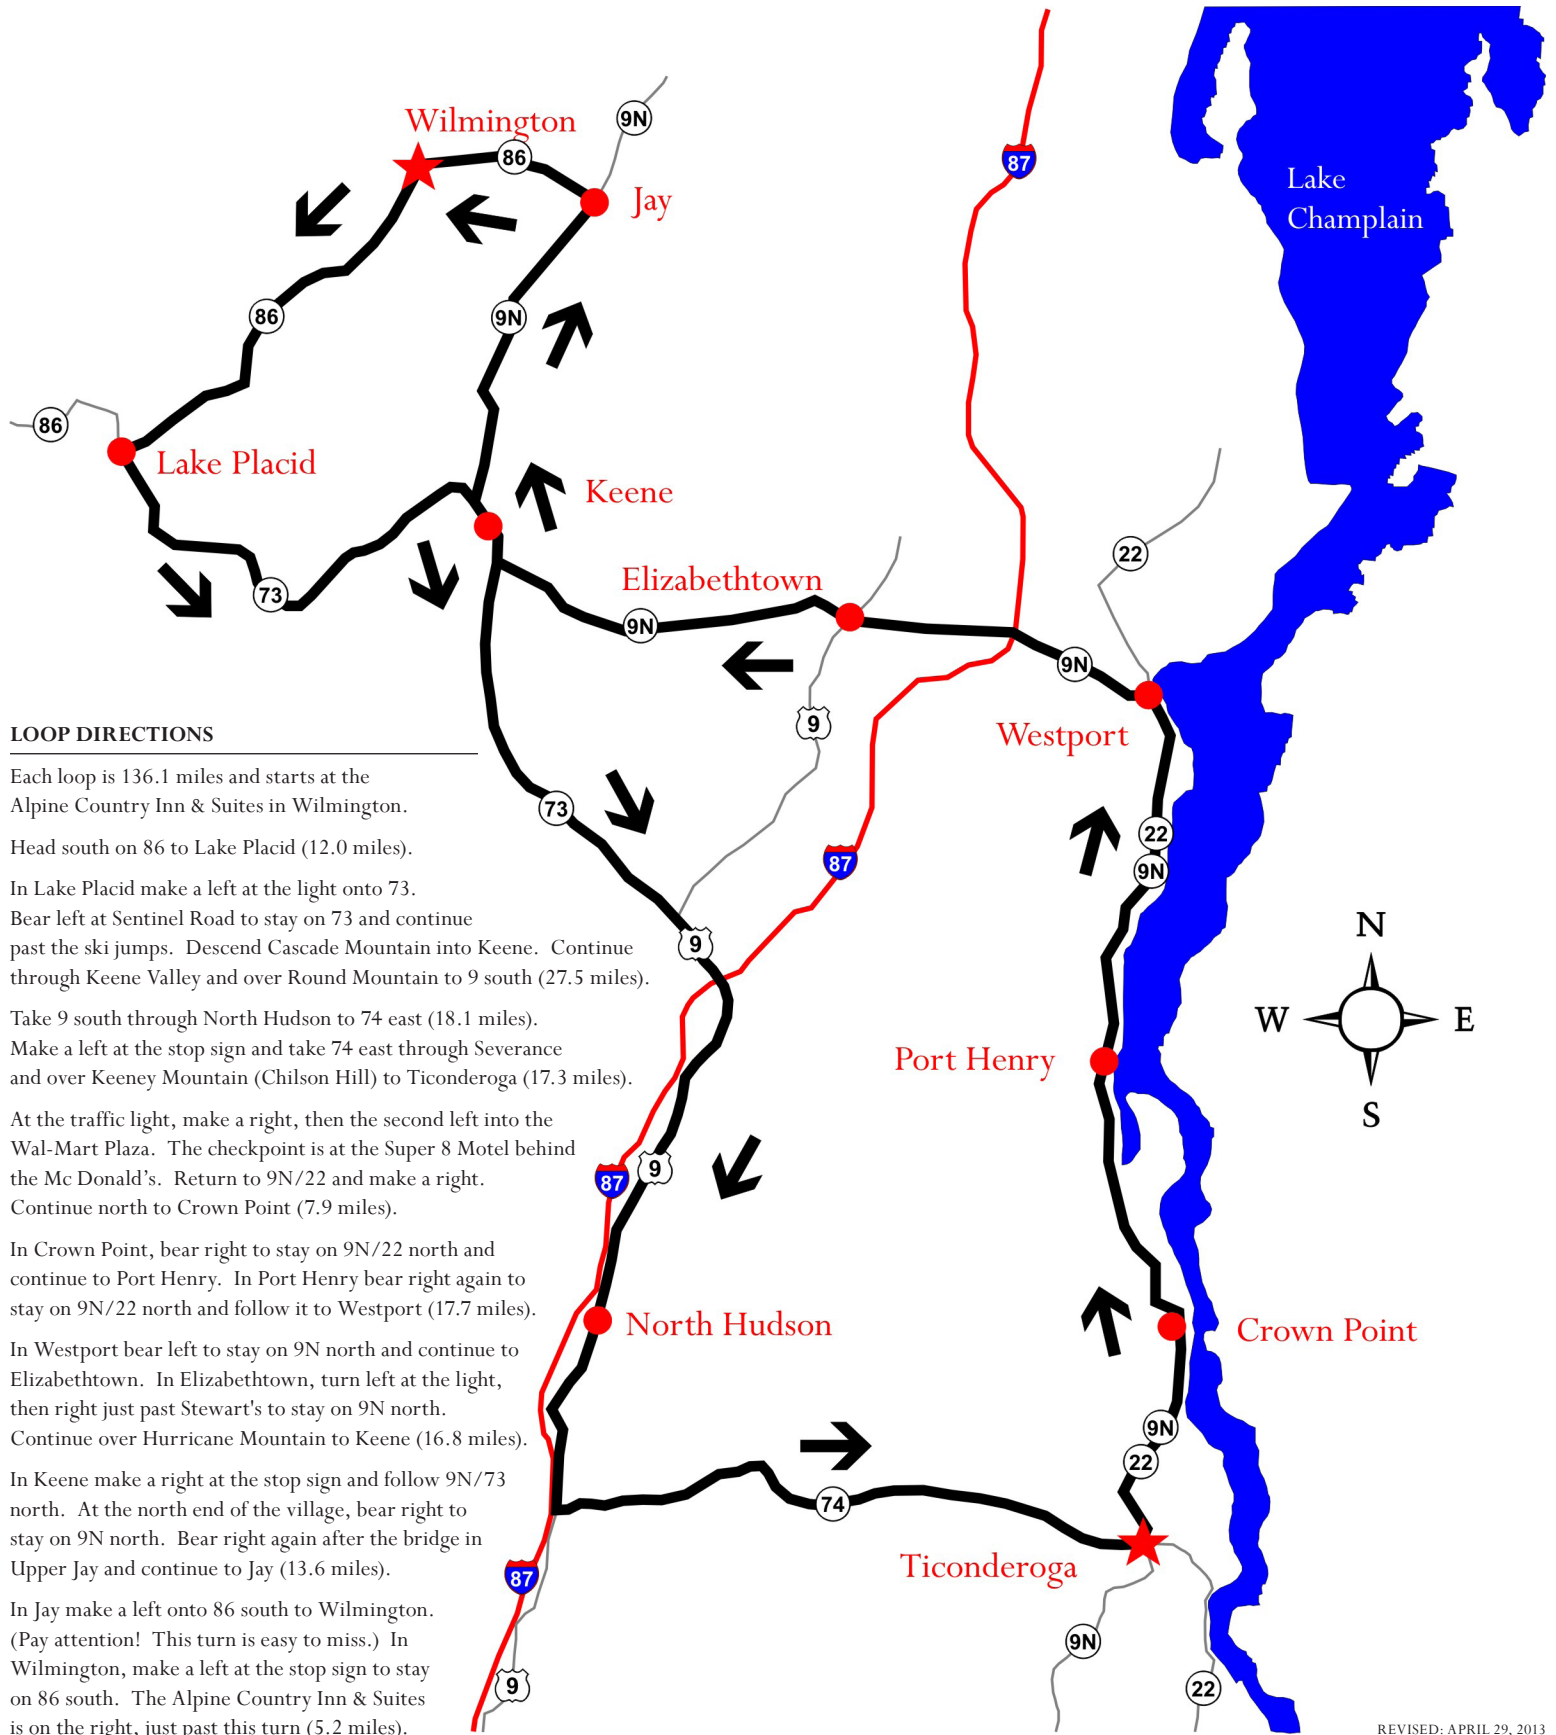 Wilmington
86
9N
Jay
87
Lake
Champlain
86
9N
86
Lake Placid
Keene
73
Elizabethtown
9N
22
9N
Westport
9
73
87
22
9N
9
N
W
E
S
Port Henry
87
9
North Hudson
Crown Point
9N
22
74
Ticonderoga
87
9
9N
22
LOOP DIRECTIONS
Each loop is 136.1 miles and starts at the
Alpine Country Inn & Suites in Wilmington.
Head south on 86 to Lake Placid (12.0 miles).
In Lake Placid make a left at the light onto 73.
Bear left at Sentinel Road to stay on 73 and continue
past the ski jumps. Descend Cascade Mountain into Keene. Continue
through Keene Valley and over Round Mountain to 9 south (27.5 miles).
Take 9 south through North Hudson to 74 east (18.1 miles).
Make a left at the stop sign and take 74 east through Severance
and over Keeney Mountain (Chilson Hill) to Ticonderoga (17.3 miles).
At the traffic light, make a right, then the second left into the
Wal-Mart Plaza. The checkpoint is at the Super 8 Motel behind
the Mc Donald's. Return to 9N/22 and make a right.
Continue north to Crown Point (7.9 miles).
In Crown Point, bear right to stay on 9N/22 north and
continue to Port Henry. In Port Henry bear right again to
stay on 9N/22 north and follow it to Westport (17.7 miles).
In Westport bear left to stay on 9N north and continue to
Elizabethtown. In Elizabethtown, turn left at the light,
then right just past Stewart's to stay on 9N north.
Continue over Hurricane Mountain to Keene (16.8 miles).
In Keene make a right at the stop sign and follow 9N/73
north. At the north end of the village, bear right to
stay on 9N north. Bear right again after the bridge in
Upper Jay and continue to Jay (13.6 miles).
In Jay make a left onto 86 south to Wilmington.
(Pay attention! This turn is easy to miss.) In
Wilmington, make a left at the stop sign to stay
on 86 south. The Alpine Country Inn & Suites
is on the right, just past this turn (5.2 miles).
REVISED: APRIL 29, 2013